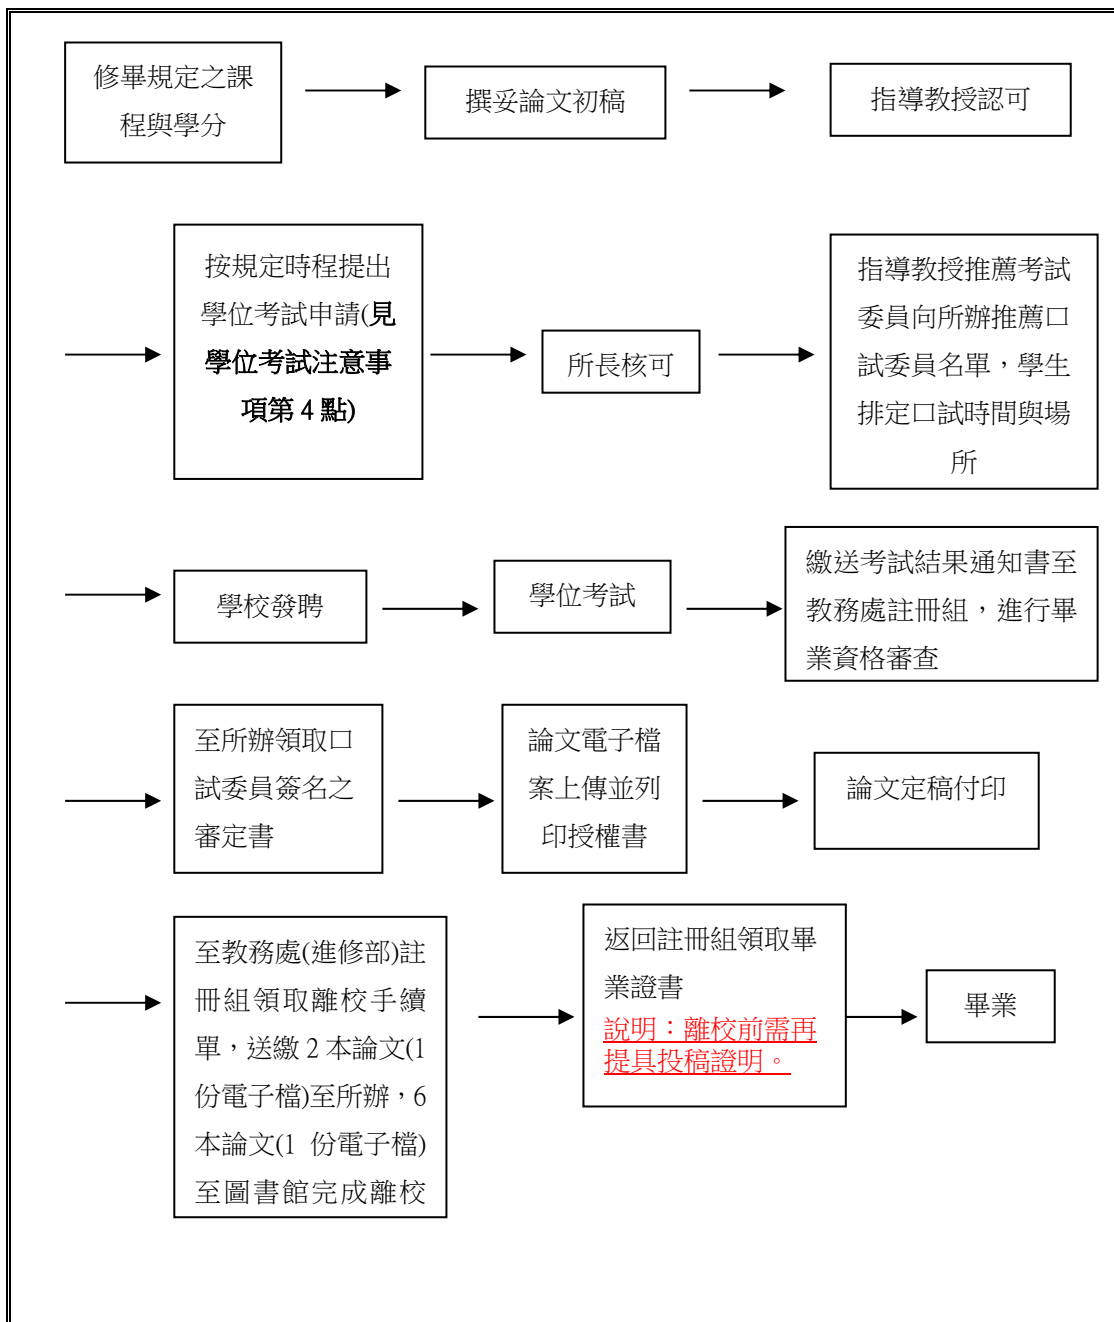 修畢規定之課
程與學分
撰妥論文初稿
指導教授認可
按規定時程提出
學位考試申請(見
學位考試注意事
項第 4 點)
所長核可
指導教授推薦考試
委員向所辦推薦口
試委員名單，學生
排定口試時間與場
所
學校發聘
學位考試
繳送考試結果通知書至
教務處註冊組，進行畢
業資格審查
至所辦領取口
試委員簽名之
審定書
論文電子檔
案上傳並列
印授權書
論文定稿付印
至教務處(進修部)註
冊組領取離校手續
單，送繳 2 本論文(1
份電子檔)至所辦，6
本論文(1 份電子檔)
至圖書館完成離校
返回註冊組領取畢
業證書
說明：離校前需再
提具投稿證明。
畢業